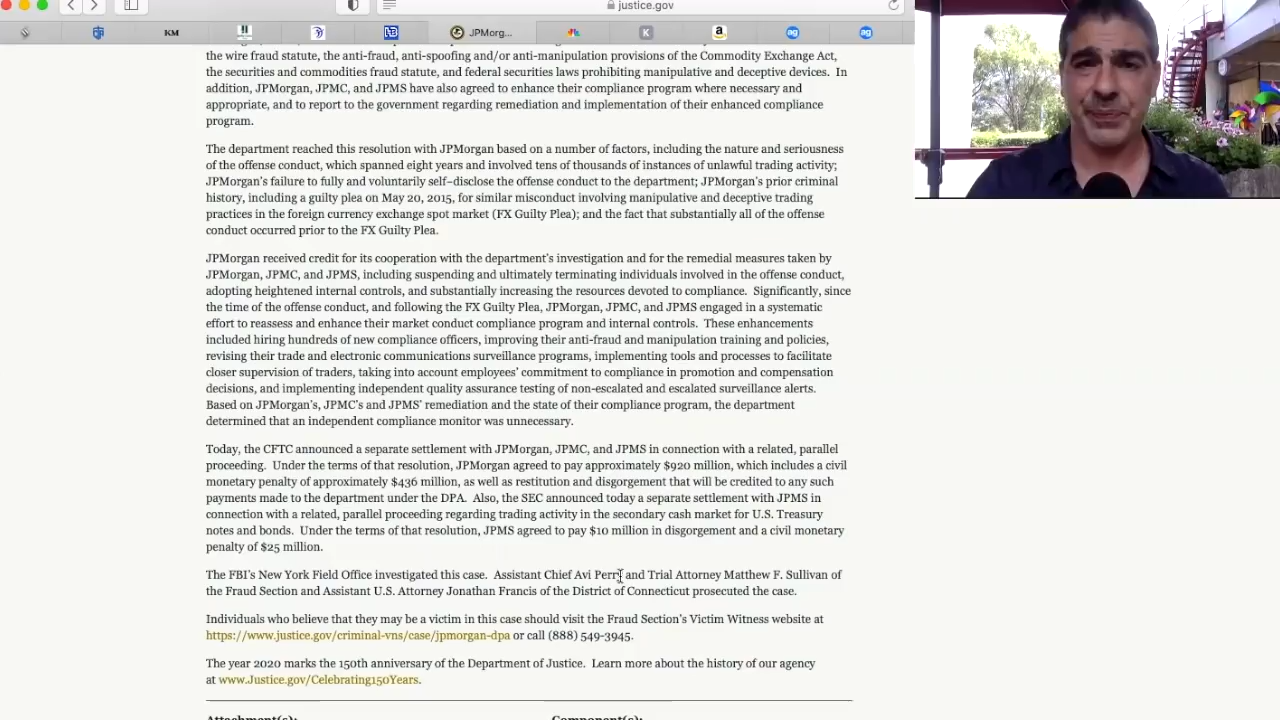 justice.gov
KM
JPMorg...
K
a
ag
ag
the wire fraud statute, the anti-fraud, anti-spoofing and/or anti-manipulation provisions of the Commodity Exchange Act,
the securities and commodities fraud statute, and federal securities laws prohibiting manipulative and deceptive devices. In
addition, JPMorgan, JPMC, and JPMS have also agreed to enhance their compliance program where necessary and
appropriate, and to report to the government regarding remediation and implementation of their enhanced compliance
program.
The department reached this resolution with JPMorgan based on a number of factors, including the nature and seriousness
of the offense conduct, which spanned eight years and involved tens of thousands of instances of unlawful trading activity;
JPMorgan's failure to fully and voluntarily self–disclose the offense conduct to the department; JPMorgan's prior criminal
history, including a guilty plea on May 20, 2015, for similar misconduct involving manipulative and deceptive trading
practices in the foreign currency exchange spot market (FX Guilty Plea); and the fact that substantially all of the offense
conduct occurred prior to the FX Guilty Plea.
JPMorgan received credit for its cooperation with the department's investigation and for the remedial measures taken by
JPMorgan, JPMC, and JPMS, including suspending and ultimately terminating individuals involved in the offense conduct,
adopting heightened internal controls, and substantially increasing the resources devoted to compliance. Significantly, since
the time of the offense conduct, and following the FX Guilty Plea, JPMorgan, JPMC, and JPMS engaged in a systematic
effort to reassess and enhance their market conduct compliance program and internal controls. These enhancements
included hiring hundreds of new compliance officers, improving their anti-fraud and manipulation training and policies,
revising their trade and electronic communications surveillance programs, implementing tools and processes to facilitate
closer supervision of traders, taking into account employees' commitment to compliance in promotion and compensation
decisions, and implementing independent quality assurance testing of non-escalated and escalated surveillance alerts.
Based on JPMorgan's, JPMC's and JPMS' remediation and the state of their compliance program, the department
determined that an independent compliance monitor was unnecessary.
Today, the CFTC announced a separate settlement with JPMorgan, JPMC, and JPMS in connection with a related, parallel
proceeding. Under the terms of that resolution, JPMorgan agreed to pay approximately $920 million, which includes a civil
monetary penalty of approximately $436 million, as well as restitution and disgorgement that will be credited to any such
payments made to the department under the DPA. Also, the SEC announced today a separate settlement with JPMS in
connection with a related, parallel proceeding regarding trading activity in the secondary cash market for U.S. Treasury
notes and bonds. Under the terms of that resolution, JPMS agreed to pay $10 million in disgorgement and a civil monetary
penalty of $25 million.
The FBI's New York Field Office investigated this case. Assistant Chief Avi Perry and Trial Attorney Matthew F. Sullivan of
the Fraud Section and Assistant U.S. Attorney Jonathan Francis of the District of Connecticut prosecuted the case.
Individuals who believe that they may be a victim in this case should visit the Fraud Section's Victim Witness website at
https://www.justice.gov/criminal-vns/case/jpmorgan-dpa or call (888) 549-3945.
The year 2020 marks the 150th anniversary of the Department of Justice. Learn more about the history of our agency
at www.Justice.gov/Celebrating150Years.
Attachment(s):
Component(s):